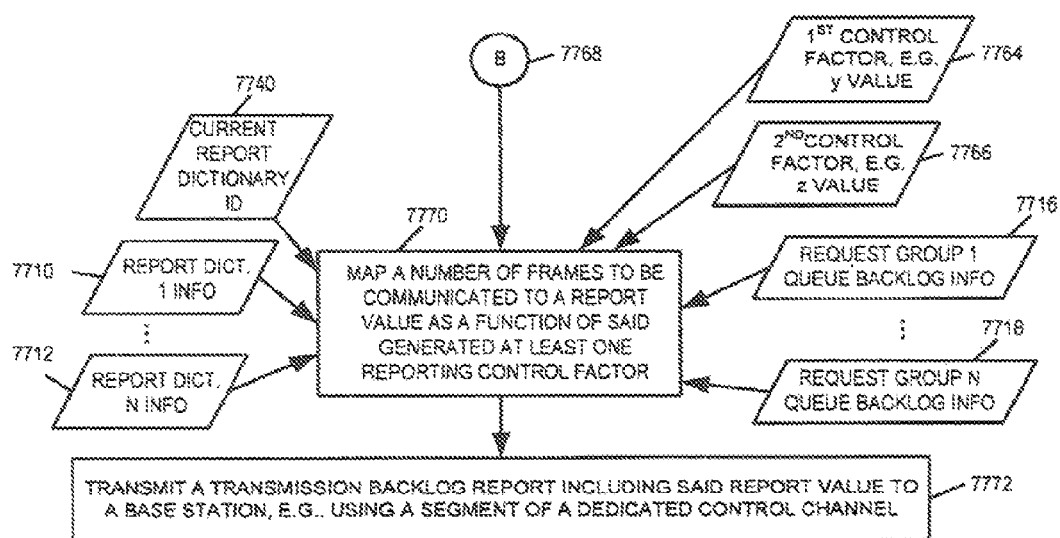 1ST CONTROL
FACTOR, E.G.
y VALUE
7764
B
7768
7740
CURRENT
REPORT
DICTIONARY
ID
2ND CONTROL
FACTOR, E.G.
z VALUE
7766
7770
7716
7710
REPORT DICT.
1 INFO
MAP A NUMBER OF FRAMES TO BE
COMMUNICATED TO A REPORT
VALUE AS A FUNCTION OF SAID
GENERATED AT LEAST ONE
REPORTING CONTROL FACTOR
REQUEST GROUP 1
QUEUE BACKLOG INFO
7712
REPORT DICT.
N INFO
7718
REQUEST GROUP N
QUEUE BACKLOG INFO
TRANSMIT A TRANSMISSION BACKLOG REPORT INCLUDING SAID REPORT VALUE TO
A BASE STATION, E.G.. USING A SEGMENT OF A DEDICATED CONTROL CHANNEL
7772